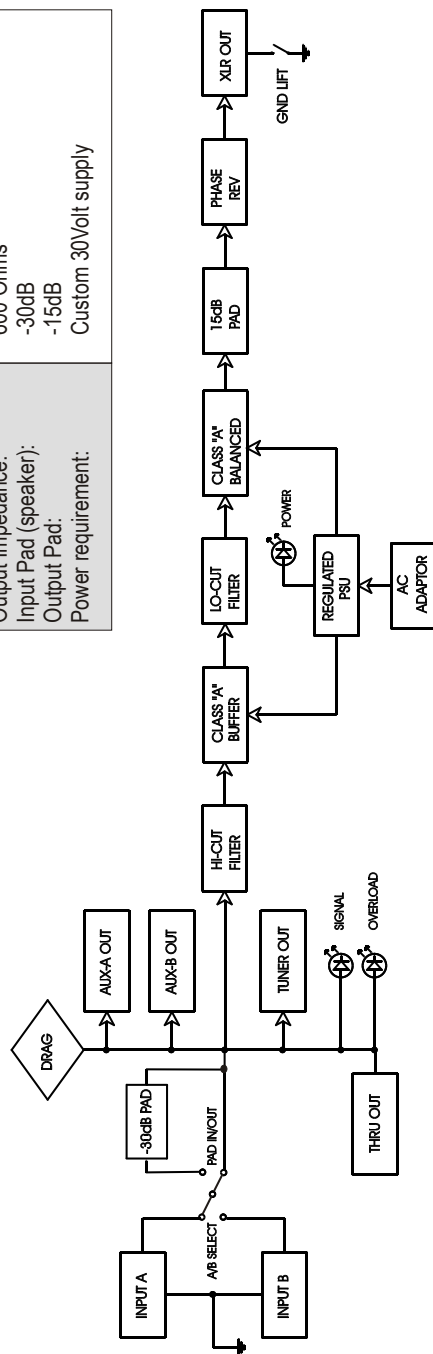 Output Impedance: 600 Ohms
Input Pad (speaker): -30dB
Output Pad: -15dB
Power requirement: Custom 30Volt supply
INPUT A
INPUT B
A/B SELECT
PAD IN/OUT
-30dB PAD
DRAG
AUX-A OUT
AUX-B OUT
TUNER OUT
THRU OUT
SIGNAL
OVERLOAD
HI-CUT
FILTER
CLASS "A"
BUFFER
LO-CUT
FILTER
CLASS "A"
BALANCED
15dB
PAD
PHASE
REV
XLR OUT
GND LIFT
POWER
REGULATED
PSU
AC
ADAPTOR